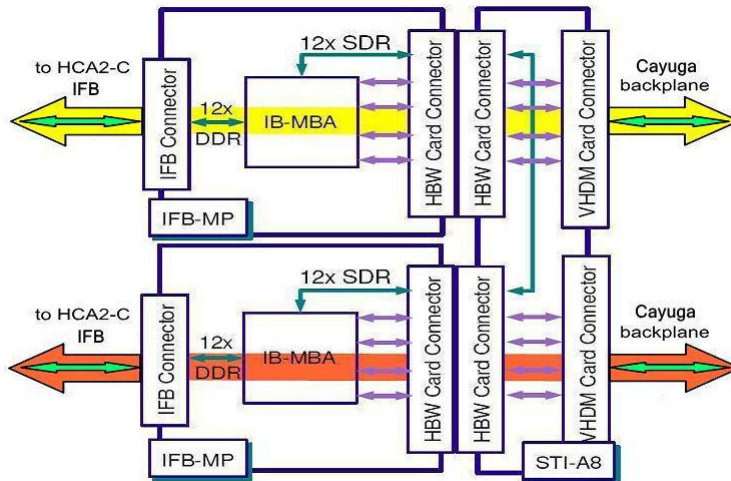 12x SDR
to HCA2-C
IFB
IFB Connector
12x
DDR
IB-MBA
HBW Card Connector
HBW Card Connector
VHDM Card Connector
Cayuga
backplane
IFB-MP
12x SDR
to HCA2-C
IFB
IFB Connector
12x
DDR
IB-MBA
HBW Card Connector
HBW Card Connector
VHDM Card Connector
Cayuga
backplane
IFB-MP
STI-A8